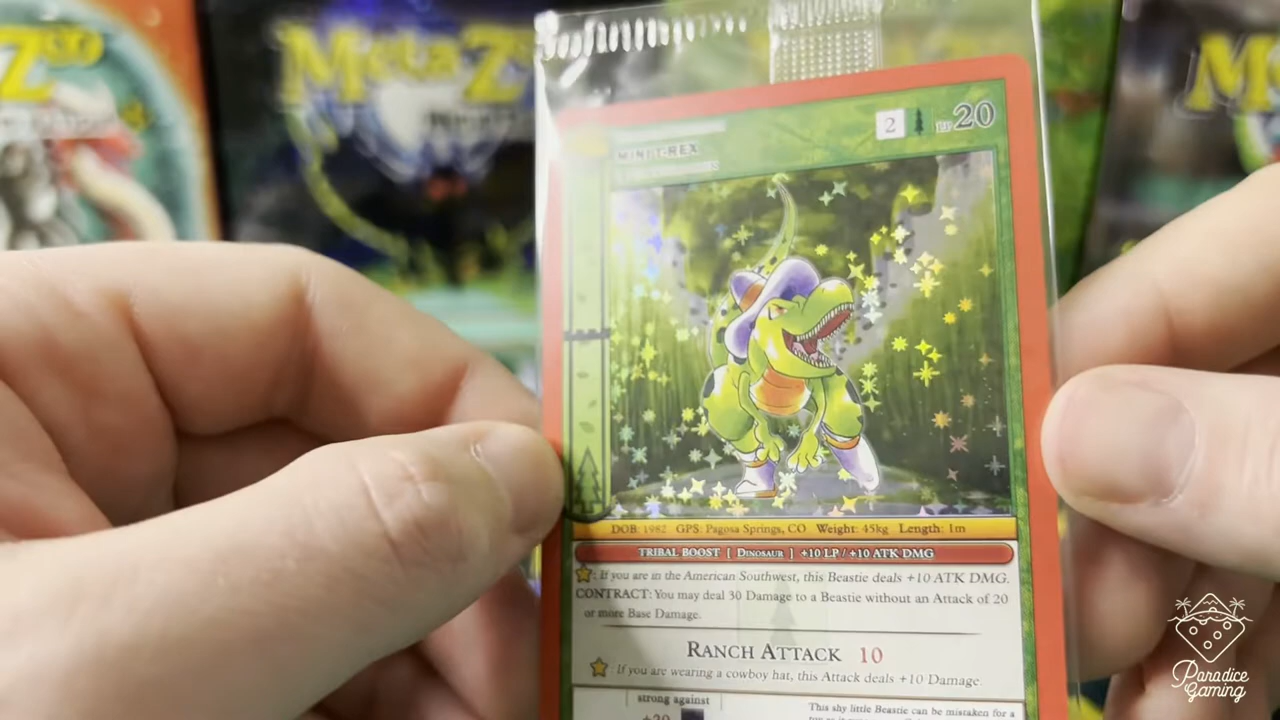 MetaZoo
2 LP 20
MINI T-REX
DOB: 1982 GPS: Pagosa Springs, CO Weight: 45kg Length: 1m
TRIBAL BOOST [ DINOSAUR ] +10 LP / +10 ATK DMG
: If you are in the American Southwest, this Beastie deals +10 ATK DMG.
CONTRACT: You may deal 30 Damage to a Beastie without an Attack of 20
or more Base Damage.
RANCH ATTACK 10
: If you are wearing a cowboy hat, this Attack deals +10 Damage.
strong against
+20
This shy little Beastie can be mistaken for a
Paradice
Gaming